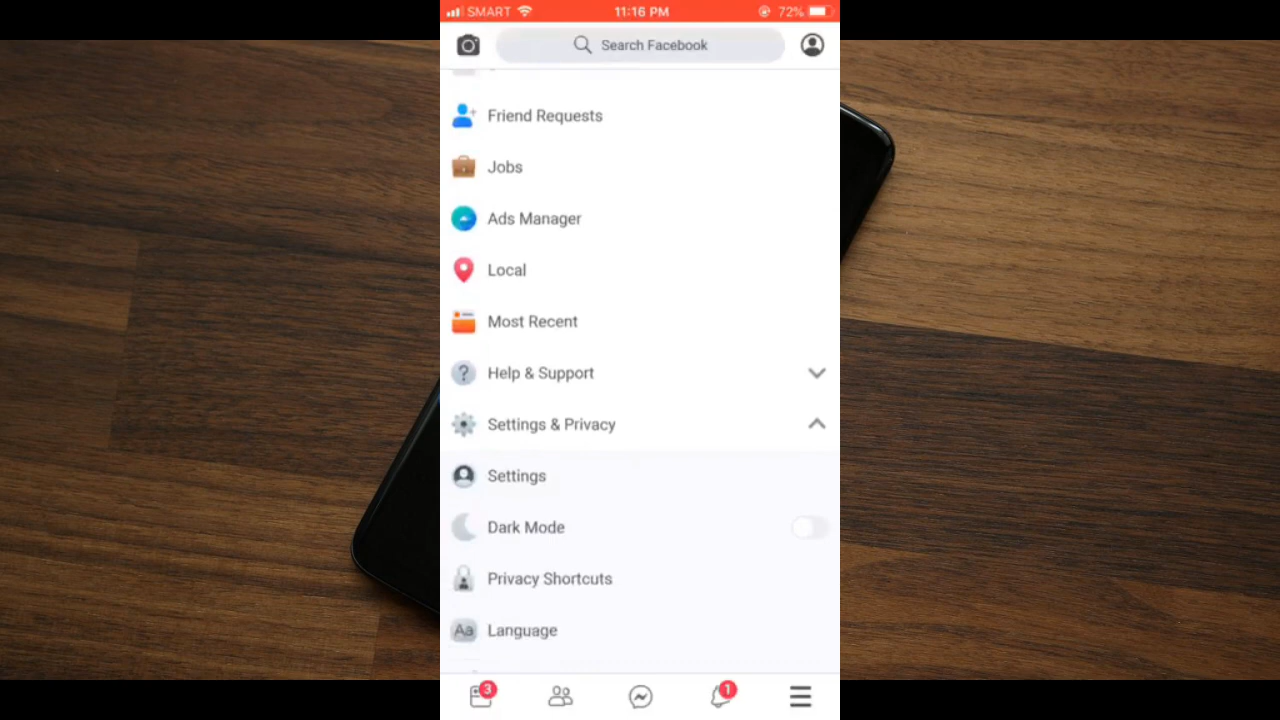 SMART 11:16 PM 72%
Search Facebook
Friend Requests
Jobs
Ads Manager
Local
Most Recent
Help & Support
Settings & Privacy
Settings
Dark Mode
Privacy Shortcuts
Aa Language
3 1